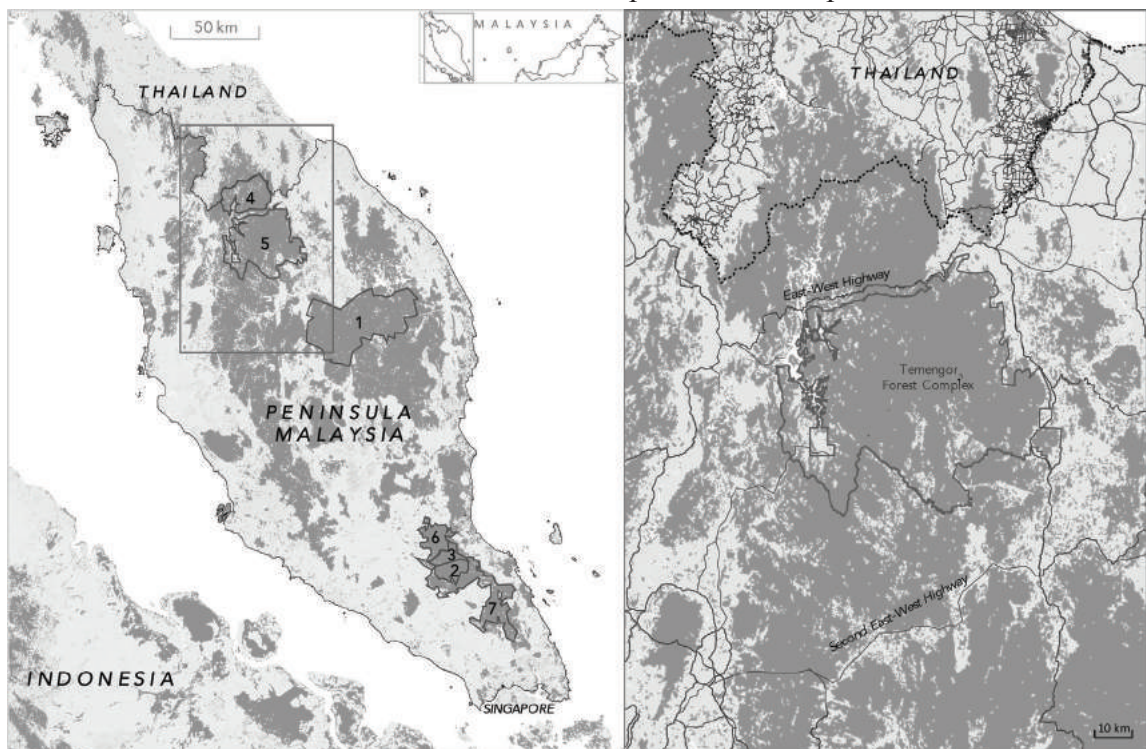 50 km
MALAYSIA
THAILAND
4
5
1
PENINSULA
MALAYSIA
6
3
2
7
INDONESIA
SINGAPORE
THAILAND
East-West Highway
Temengor
Forest Complex
Second East-West Highway
10 km